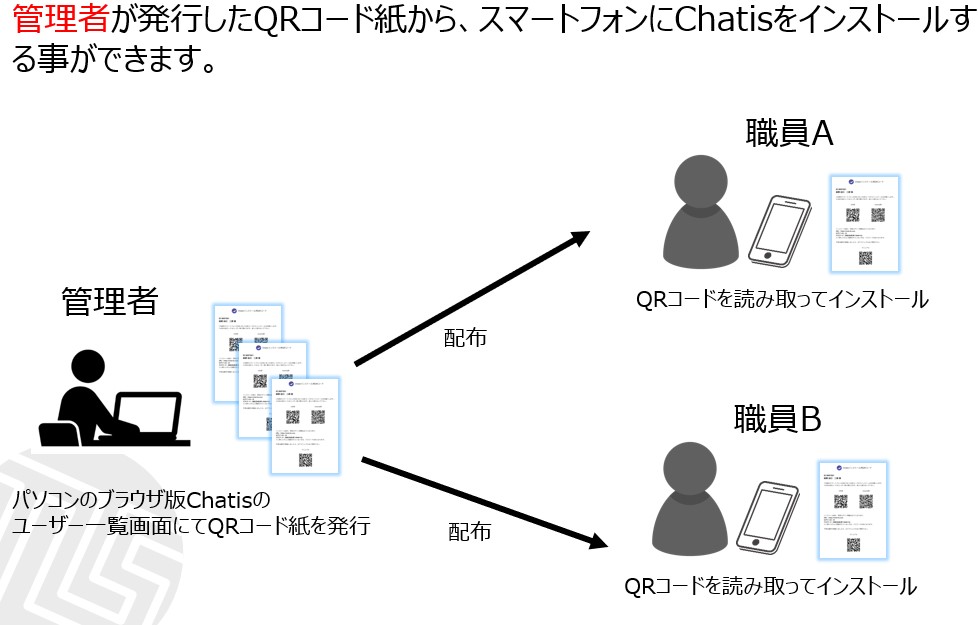 管理者が発行したQRコード紙から、スマートフォンにChatisをインストールす
る事ができます。
職員A
QRコードを読み取ってインストール
管理者
配布
パソコンのブラウザ版Chatisの
ユーザー一覧画面にてQRコード紙を発行
職員B
配布
QRコードを読み取ってインストール